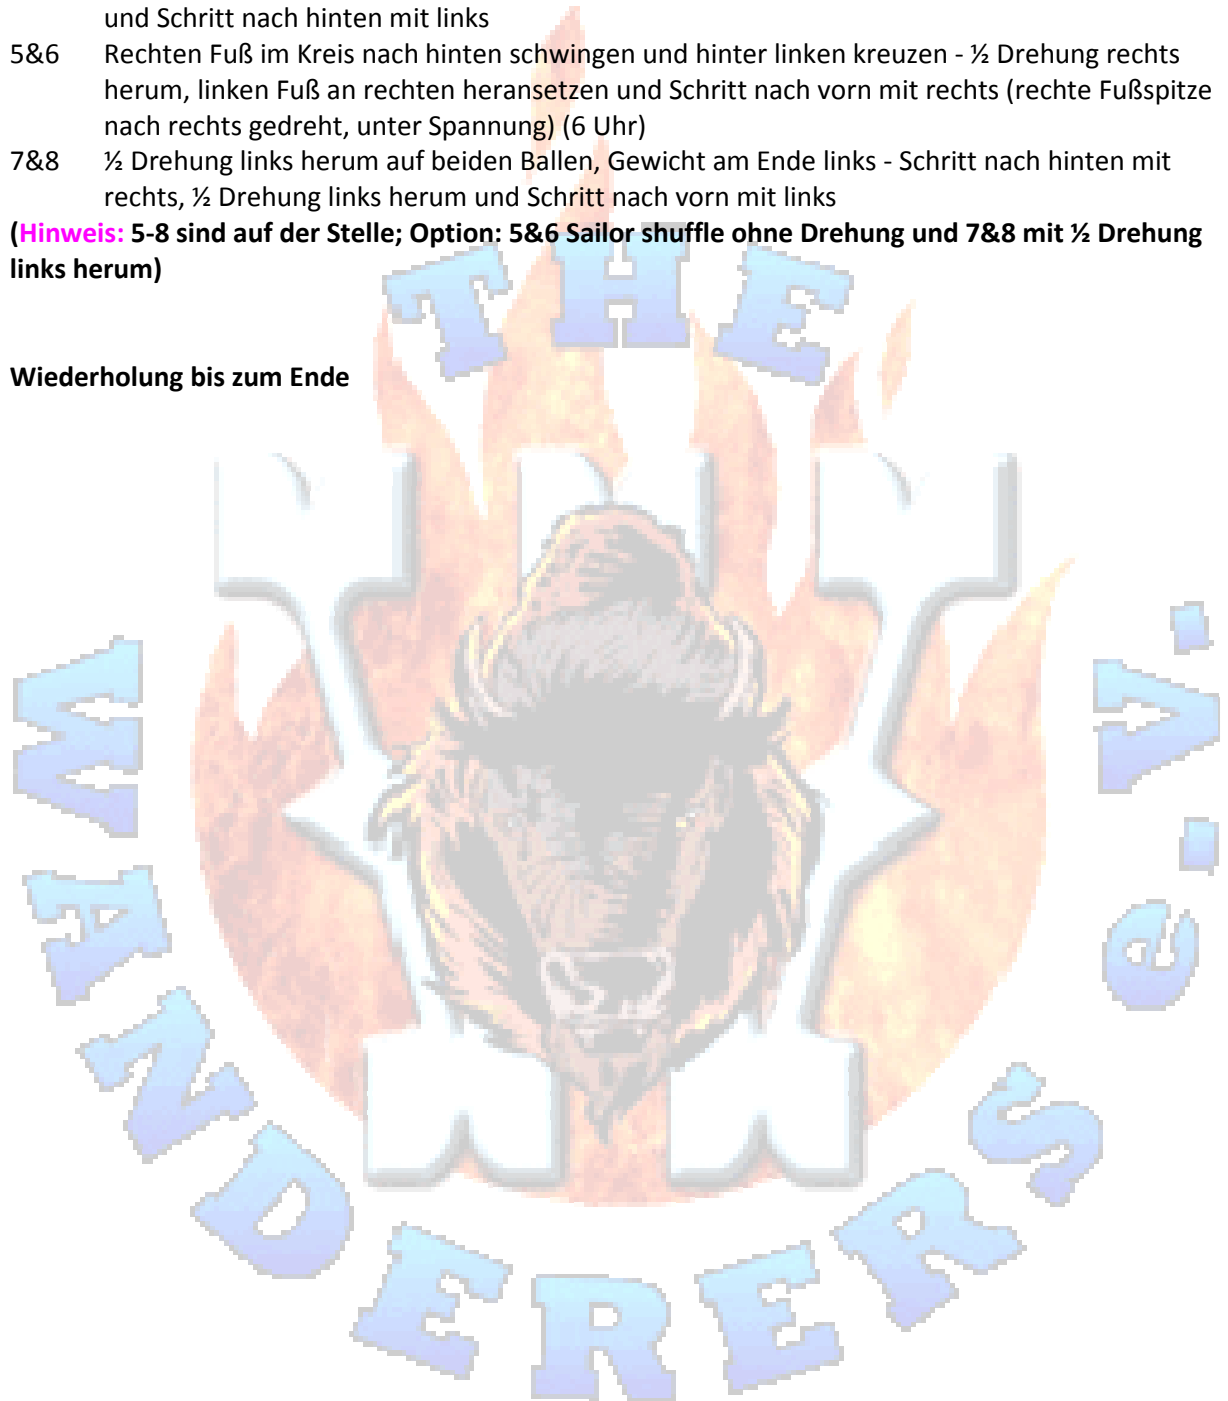 und Schritt nach hinten mit links
5&6 Rechten Fuß im Kreis nach hinten schwingen und hinter linken kreuzen - ½ Drehung rechts
herum, linken Fuß an rechten heransetzen und Schritt nach vorn mit rechts (rechte Fußspitze
nach rechts gedreht, unter Spannung) (6 Uhr)
7&8 ½ Drehung links herum auf beiden Ballen, Gewicht am Ende links - Schritt nach hinten mit
rechts, ½ Drehung links herum und Schritt nach vorn mit links
(Hinweis: 5-8 sind auf der Stelle; Option: 5&6 Sailor shuffle ohne Drehung und 7&8 mit ½ Drehung
links herum)
Wiederholung bis zum Ende
THE
X
WANDERERS e.V.